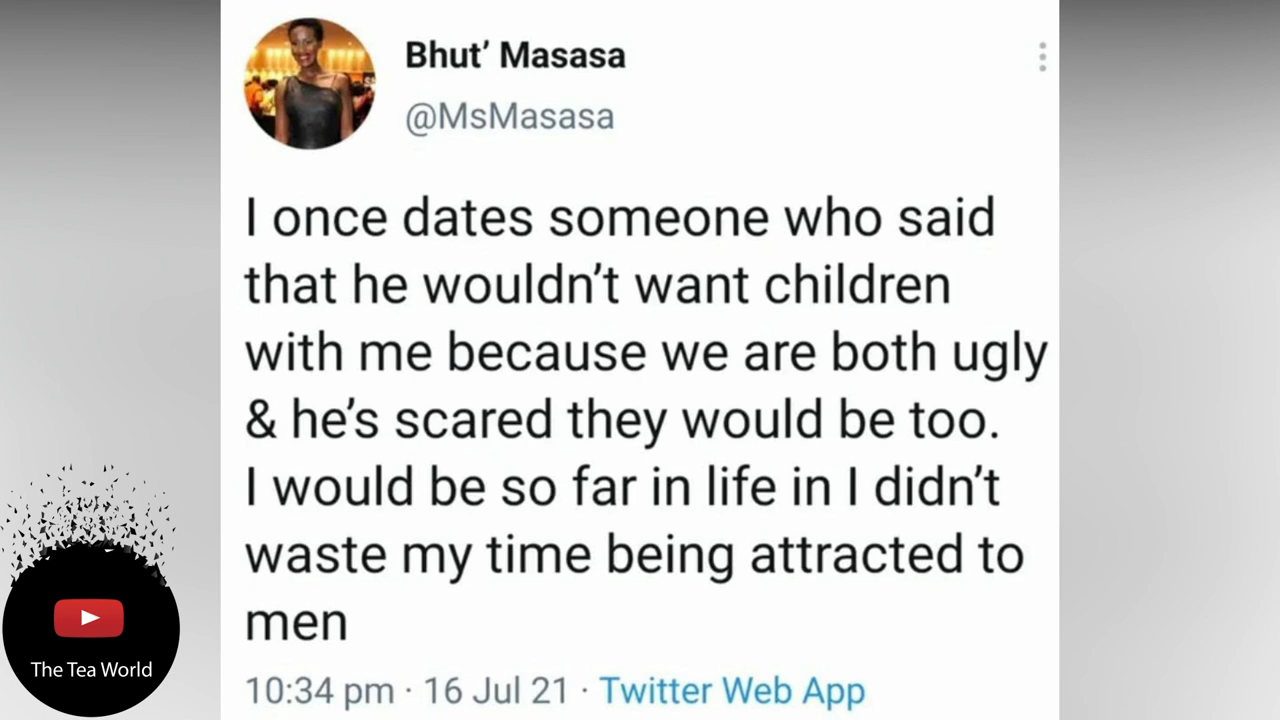 Bhut’ Masasa
@MsMasasa
I once dates someone who said
that he wouldn’t want children
with me because we are both ugly
& he’s scared they would be too.
I would be so far in life in I didn’t
waste my time being attracted to
men
10:34 pm · 16 Jul 21 · Twitter Web App
The Tea World